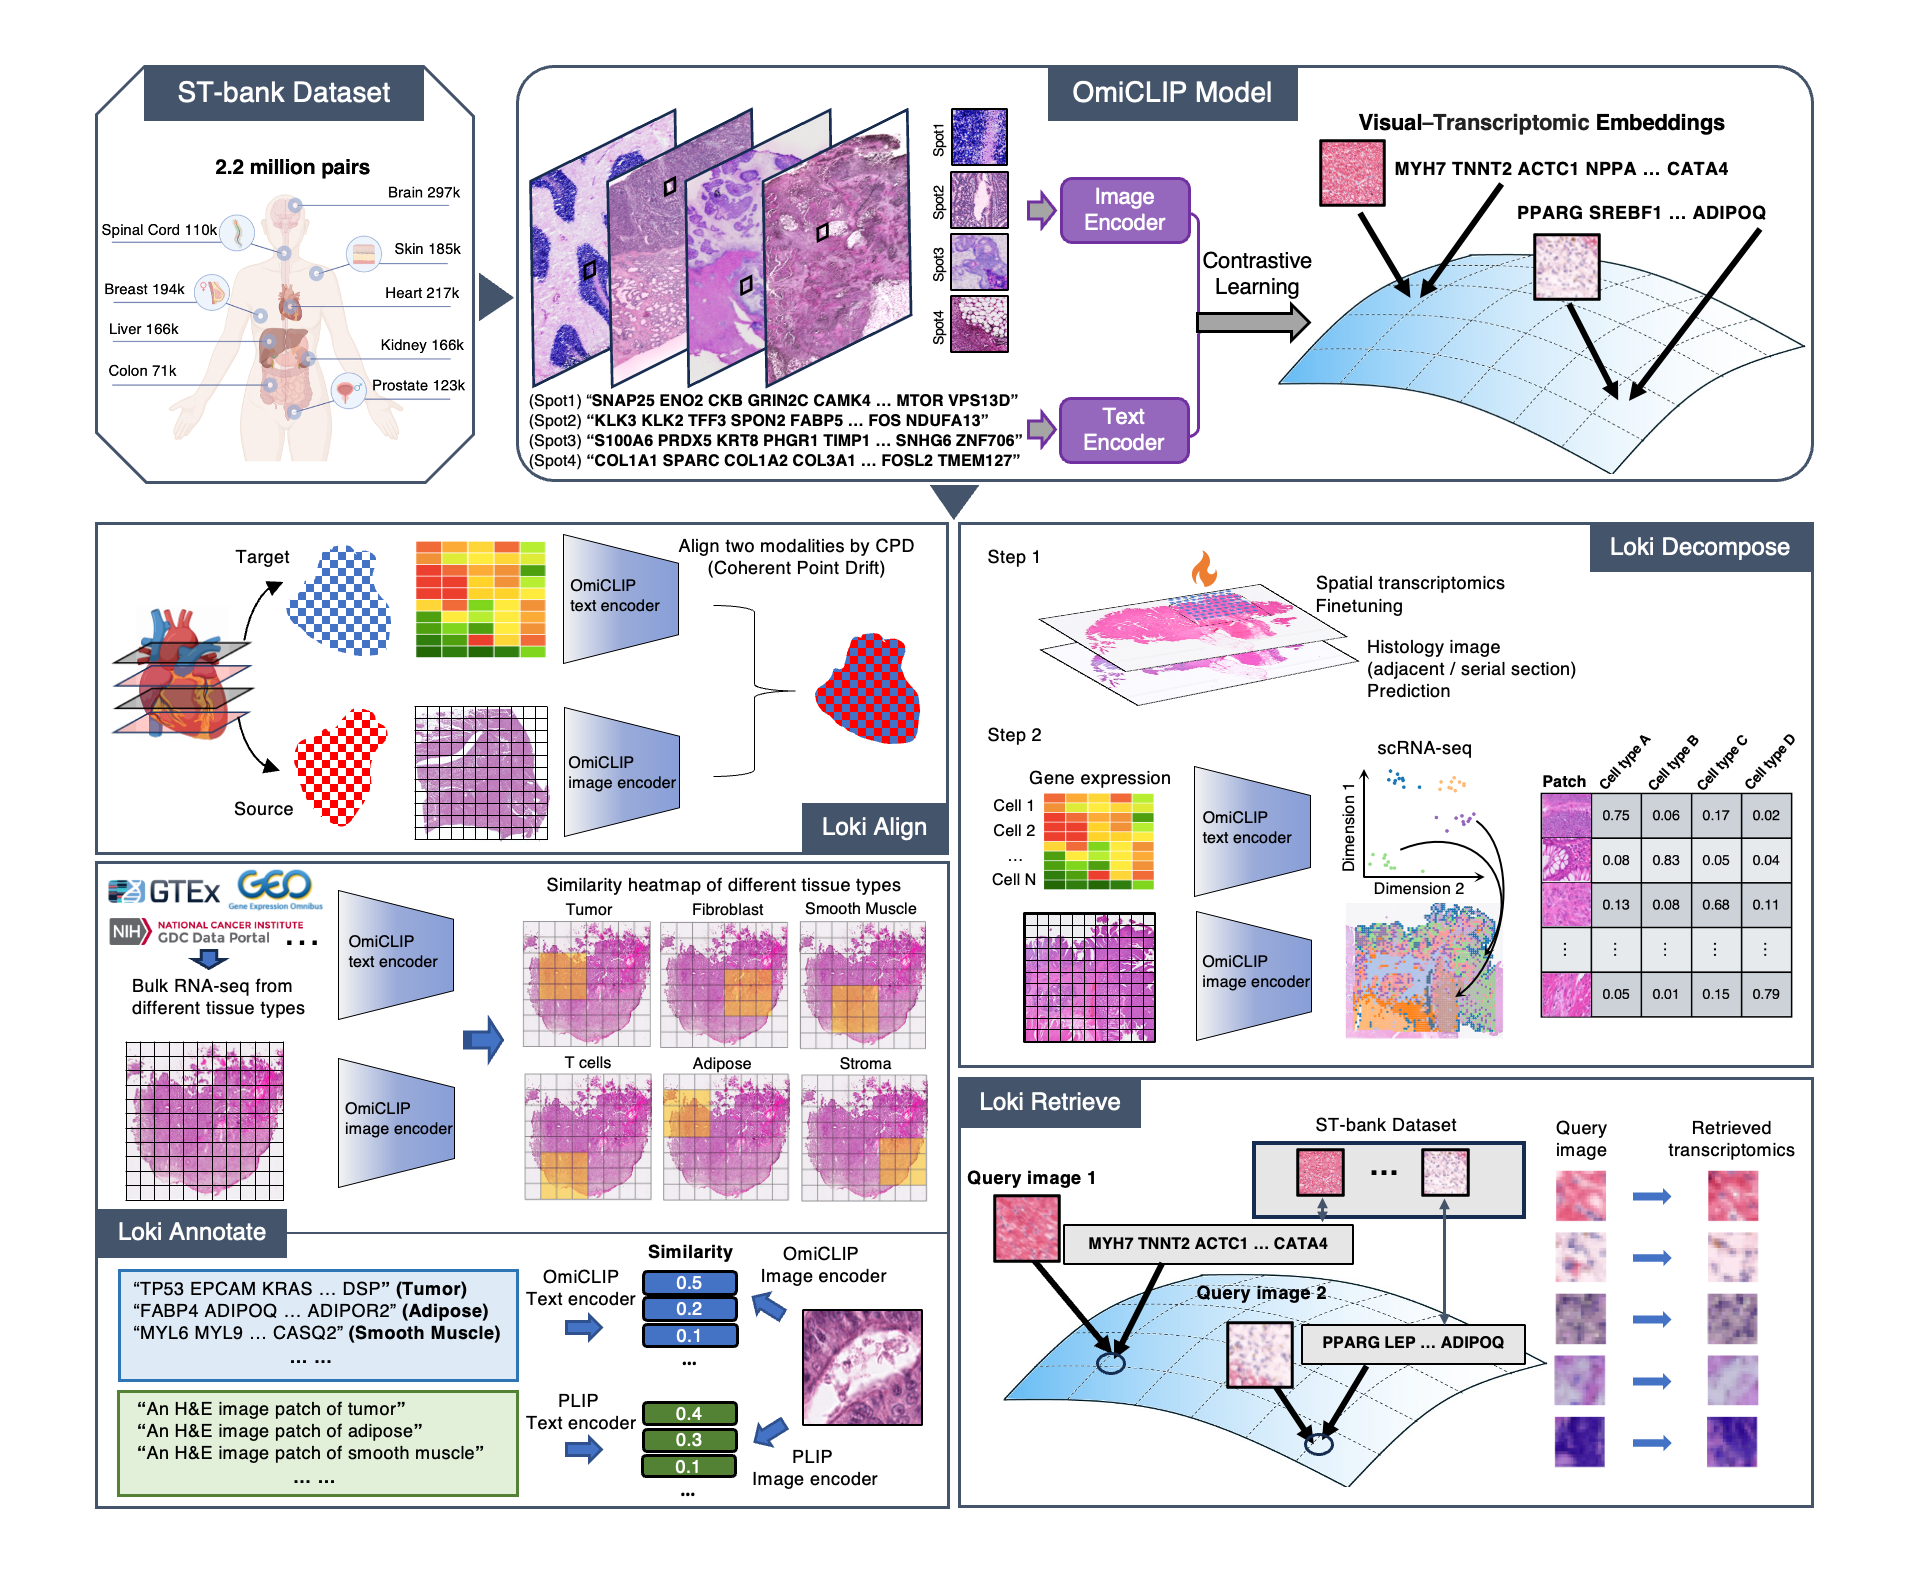 ST-bank Dataset
2.2 million pairs
Brain 297k
Spinal Cord 110k
Skin 185k
Breast 194k
Heart 217k
Liver 166k
Kidney 166k
Colon 71k
Prostate 123k
OmiCLIP Model
Spot1
Spot2
Spot3
Spot4
(Spot1) “SNAP25 ENO2 CKB GRIN2C CAMK4 ... MTOR VPS13D”
(Spot2) “KLK3 KLK2 TFF3 SPON2 FABP5 ... FOS NDUFA13”
(Spot3) “S100A6 PRDX5 KRT8 PHGR1 TIMP1 ... SNHG6 ZNF706”
(Spot4) “COL1A1 SPARC COL1A2 COL3A1 ... FOSL2 TMEM127”
Image
Encoder
Text
Encoder
Contrastive
Learning
Visual–Transcriptomic Embeddings
MYH7 TNNT2 ACTC1 NPPA ... CATA4
PPARG SREBF1 ... ADIPOQ
Target
Source
OmiCLIP
text encoder
OmiCLIP
image encoder
Align two modalities by CPD
(Coherent Point Drift)
Loki Align
Loki Decompose
Step 1
Spatial transcriptomics
Finetuning
Histology image
(adjacent / serial section)
Prediction
Step 2
Gene expression
Cell 1
Cell 2
...
Cell N
OmiCLIP
text encoder
OmiCLIP
image encoder
scRNA-seq
Dimension 1
Dimension 2
Patch
Cell type A
Cell type B
Cell type C
Cell type D
0.75 0.06 0.17 0.02
0.08 0.83 0.05 0.04
0.13 0.08 0.68 0.11
⋮ ⋮ ⋮ ⋮ ⋮
0.05 0.01 0.15 0.79
GTEx
GEO
Gene Expression Omnibus
NIH NATIONAL CANCER INSTITUTE
GDC Data Portal ...
Bulk RNA-seq from
different tissue types
OmiCLIP
text encoder
OmiCLIP
image encoder
Similarity heatmap of different tissue types
Tumor
Fibroblast
Smooth Muscle
T cells
Adipose
Stroma
Loki Annotate
“TP53 EPCAM KRAS ... DSP” (Tumor)
“FABP4 ADIPOQ ... ADIPOR2” (Adipose)
“MYL6 MYL9 ... CASQ2” (Smooth Muscle)
... ...
“An H&E image patch of tumor”
“An H&E image patch of adipose”
“An H&E image patch of smooth muscle”
... ...
OmiCLIP
Text encoder
PLIP
Text encoder
Similarity
0.5
0.2
0.1
...
0.4
0.3
0.1
...
OmiCLIP
Image encoder
PLIP
Image encoder
Loki Retrieve
ST-bank Dataset
...
Query image 1
MYH7 TNNT2 ACTC1 ... CATA4
Query image 2
PPARG LEP ... ADIPOQ
Query
image
Retrieved
transcriptomics